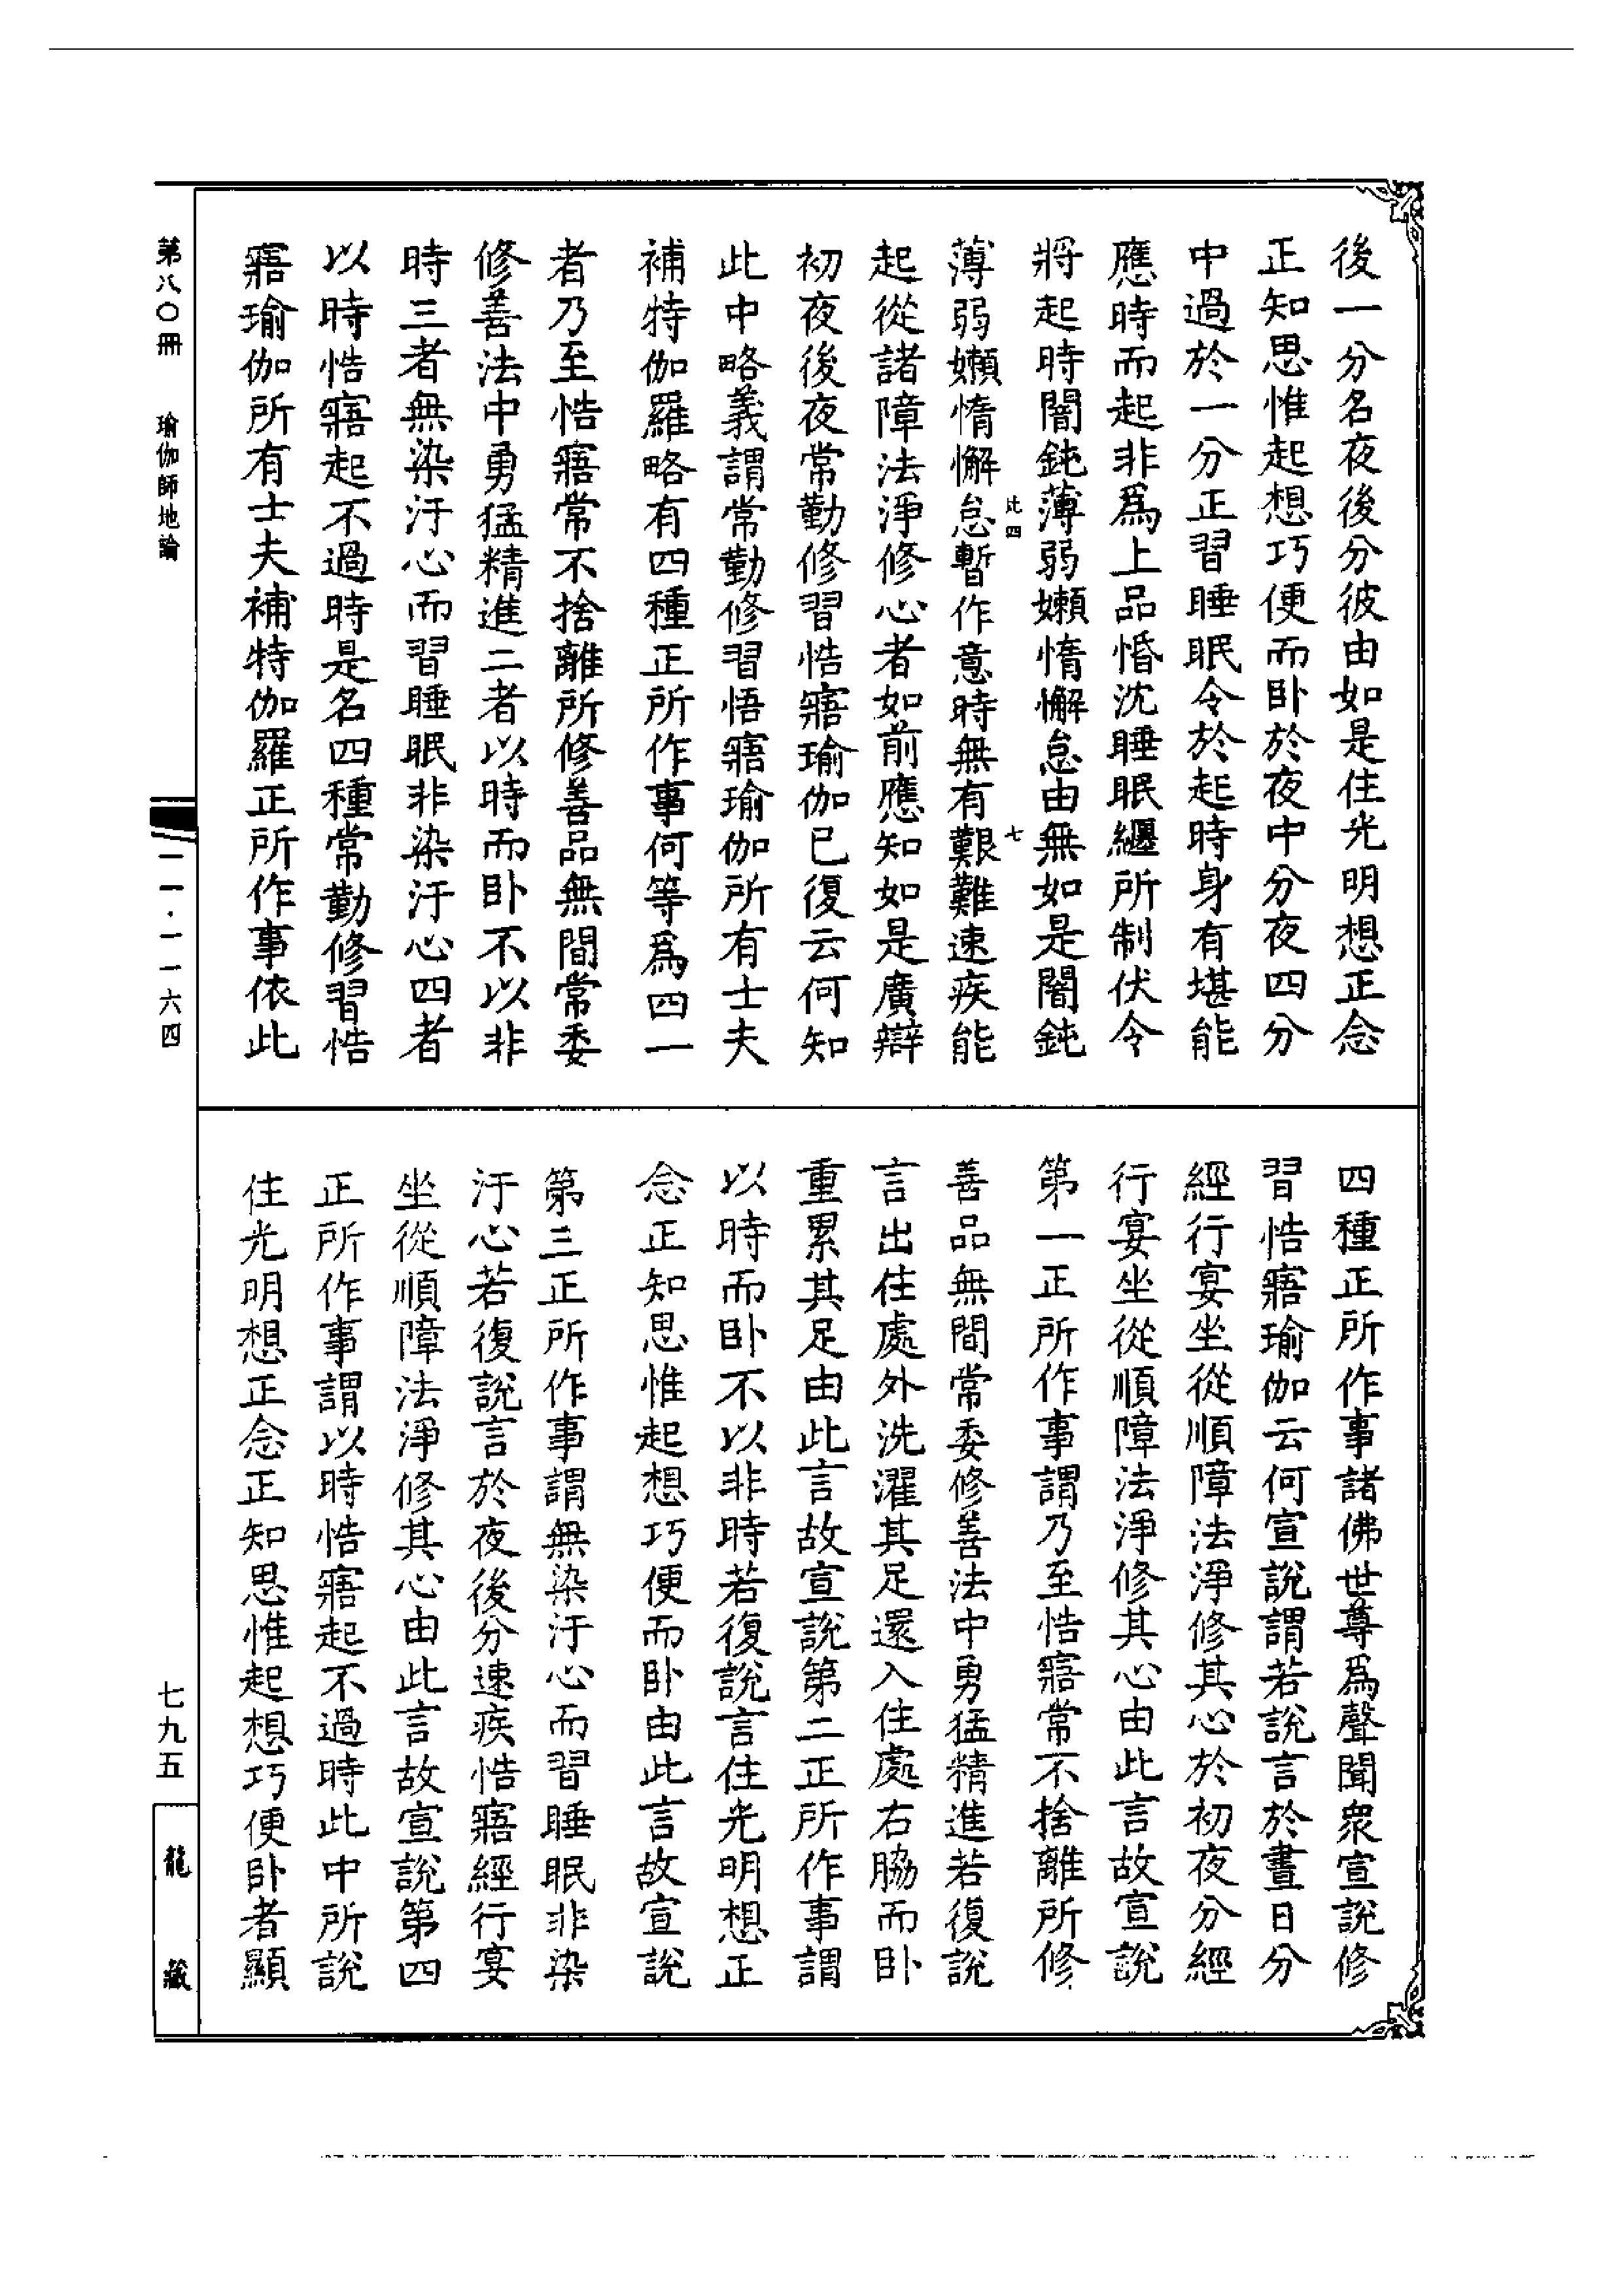 後一分名夜後分彼由如是住光明想正念
正知思惟起想巧便而卧於夜中分夜四分
中過於一分正習睡眠令於起時身有堪能
應時而起非爲上品惛沈睡眠纒所制伏令
將起時闇鈍薄弱嬾惰懈怠由無如是闇鈍
此四
七
薄弱嬾惰懈怠暫作意時無有艱難速疾能
起從諸障法淨修心者如前應知如是廣辯
初夜後夜常勤修習悎寤瑜伽已復云何知
此中略義謂常勤修習悟寤瑜伽所有士夫
補特伽羅略有四種正所作事何等爲四一
者乃至悎寤常不捨離所修善品無間常委
修善法中勇猛精進二者以時而卧不以非
時三者無染汙心而習睡眠非染汙心四者
以時悎寤起不過時是名四種常勤修習悎
寤瑜伽所有士夫補特伽羅正所作事依此
四種正所作事諸佛世尊爲聲聞衆宣說修
習悎寤瑜伽云何宣說謂若說言於晝日分
經行宴坐從順障法淨修其心於初夜分經
行宴坐從順障法淨修其心由此言故宣說
第一正所作事謂乃至悎寤常不捨離所修
善品無間常委修善法中勇猛精進若復說
言出住處外洗濯其足還入住處右脇而卧
重累其足由此言故宣說第二正所作事謂
以時而卧不以非時若復說言住光明想正
念正知思惟起想巧便而卧由此言故宣說
第三正所作事謂無染汙心而習睡眠非染
汙心若復說言於夜後分速疾悎寤經行宴
坐從順障法淨修其心由此言故宣說第四
正所作事謂以時悎寤起不過時此中所說
住光明想正念正知思惟起想巧便卧者顯
第八〇冊　瑜伽師地論
一一·一一六四
七九五
龍藏